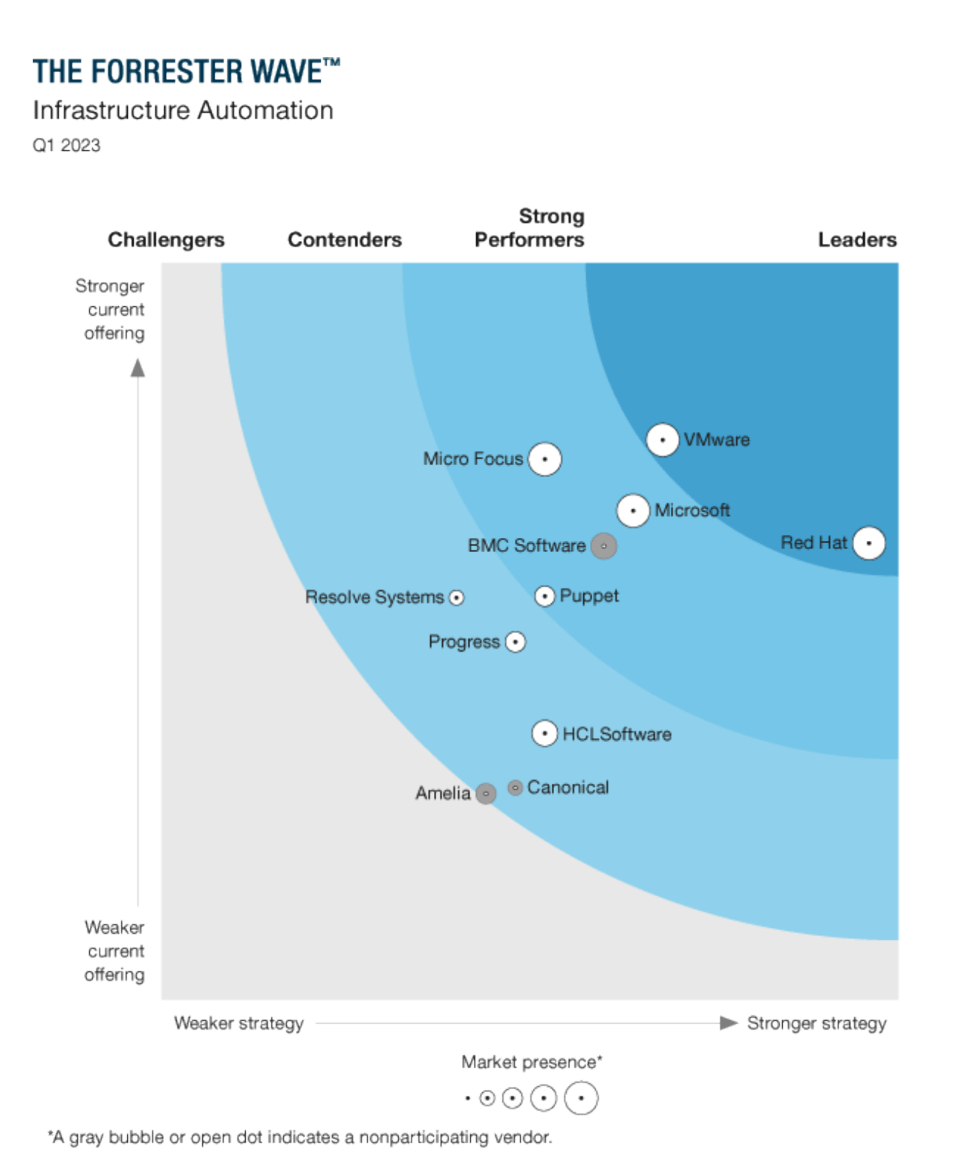 THE FORRESTER WAVE™
Infrastructure Automation
Q1 2023
Challengers
Contenders
Strong
Performers
Leaders
Stronger
current
offering
VMware
Micro Focus
Microsoft
BMC Software
Red Hat
Resolve Systems
Puppet
Progress
HCLSoftware
Amelia
Canonical
Weaker
current
offering
Weaker strategy
Stronger strategy
Market presence*
*A gray bubble or open dot indicates a nonparticipating vendor.